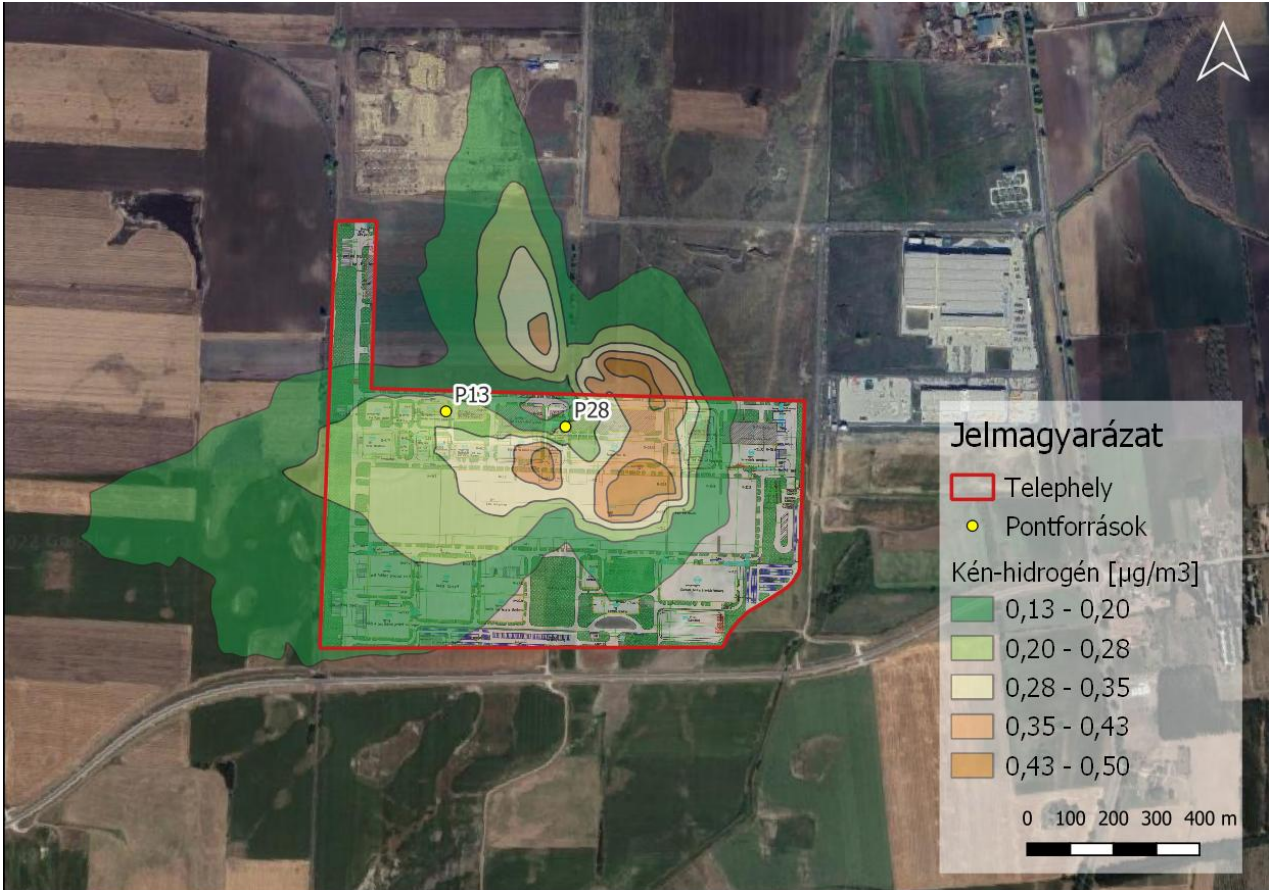 P13
P28
Jelmagyarázat
Telephely
Pontforrások
Kén-hidrogén [µg/m3]
0,13 - 0,20
0,20 - 0,28
0,28 - 0,35
0,35 - 0,43
0,43 - 0,50
0 100 200 300 400 m